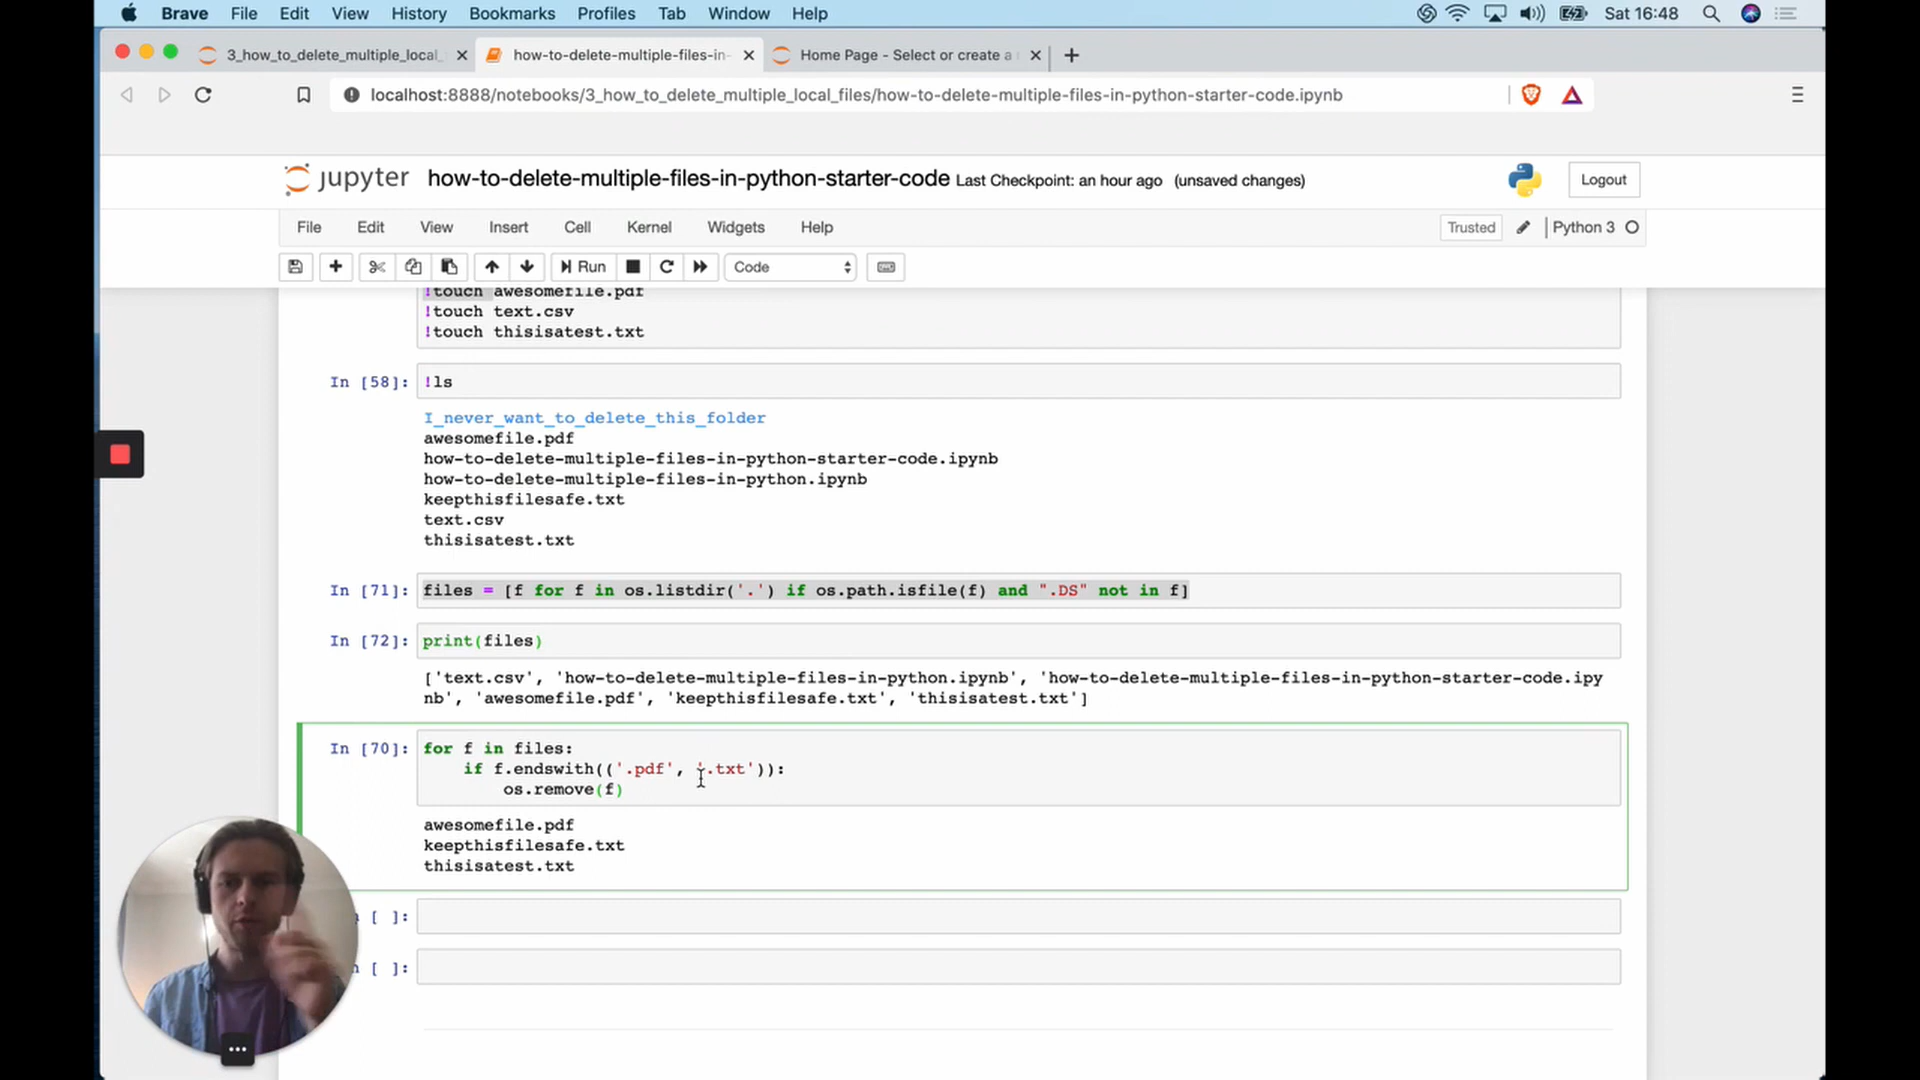 Brave File Edit View History Bookmarks Profiles Tab Window Help Sat 16:48
3_how_to_delete_multiple_local_ how-to-delete-multiple-files-in- Home Page - Select or create a
localhost:8888/notebooks/3_how_to_delete_multiple_local_files/how-to-delete-multiple-files-in-python-starter-code.ipynb
jupyter how-to-delete-multiple-files-in-python-starter-code Last Checkpoint: an hour ago (unsaved changes) Logout
File Edit View Insert Cell Kernel Widgets Help Trusted Python 3
Run Code
!touch awesomefile.pdf
!touch text.csv
!touch thisisatest.txt
In [58]: !ls
I_never_want_to_delete_this_folder
awesomefile.pdf
how-to-delete-multiple-files-in-python-starter-code.ipynb
how-to-delete-multiple-files-in-python.ipynb
keepthisfilesafe.txt
text.csv
thisisatest.txt
In [71]: files = [f for f in os.listdir('.') if os.path.isfile(f) and ".DS" not in f]
In [72]: print(files)
['text.csv', 'how-to-delete-multiple-files-in-python.ipynb', 'how-to-delete-multiple-files-in-python-starter-code.ipy
nb', 'awesomefile.pdf', 'keepthisfilesafe.txt', 'thisisatest.txt']
In [70]: for f in files:
if f.endswith(('.pdf', '.txt')):
os.remove(f)
awesomefile.pdf
keepthisfilesafe.txt
thisisatest.txt
[ ]:
[ ]: